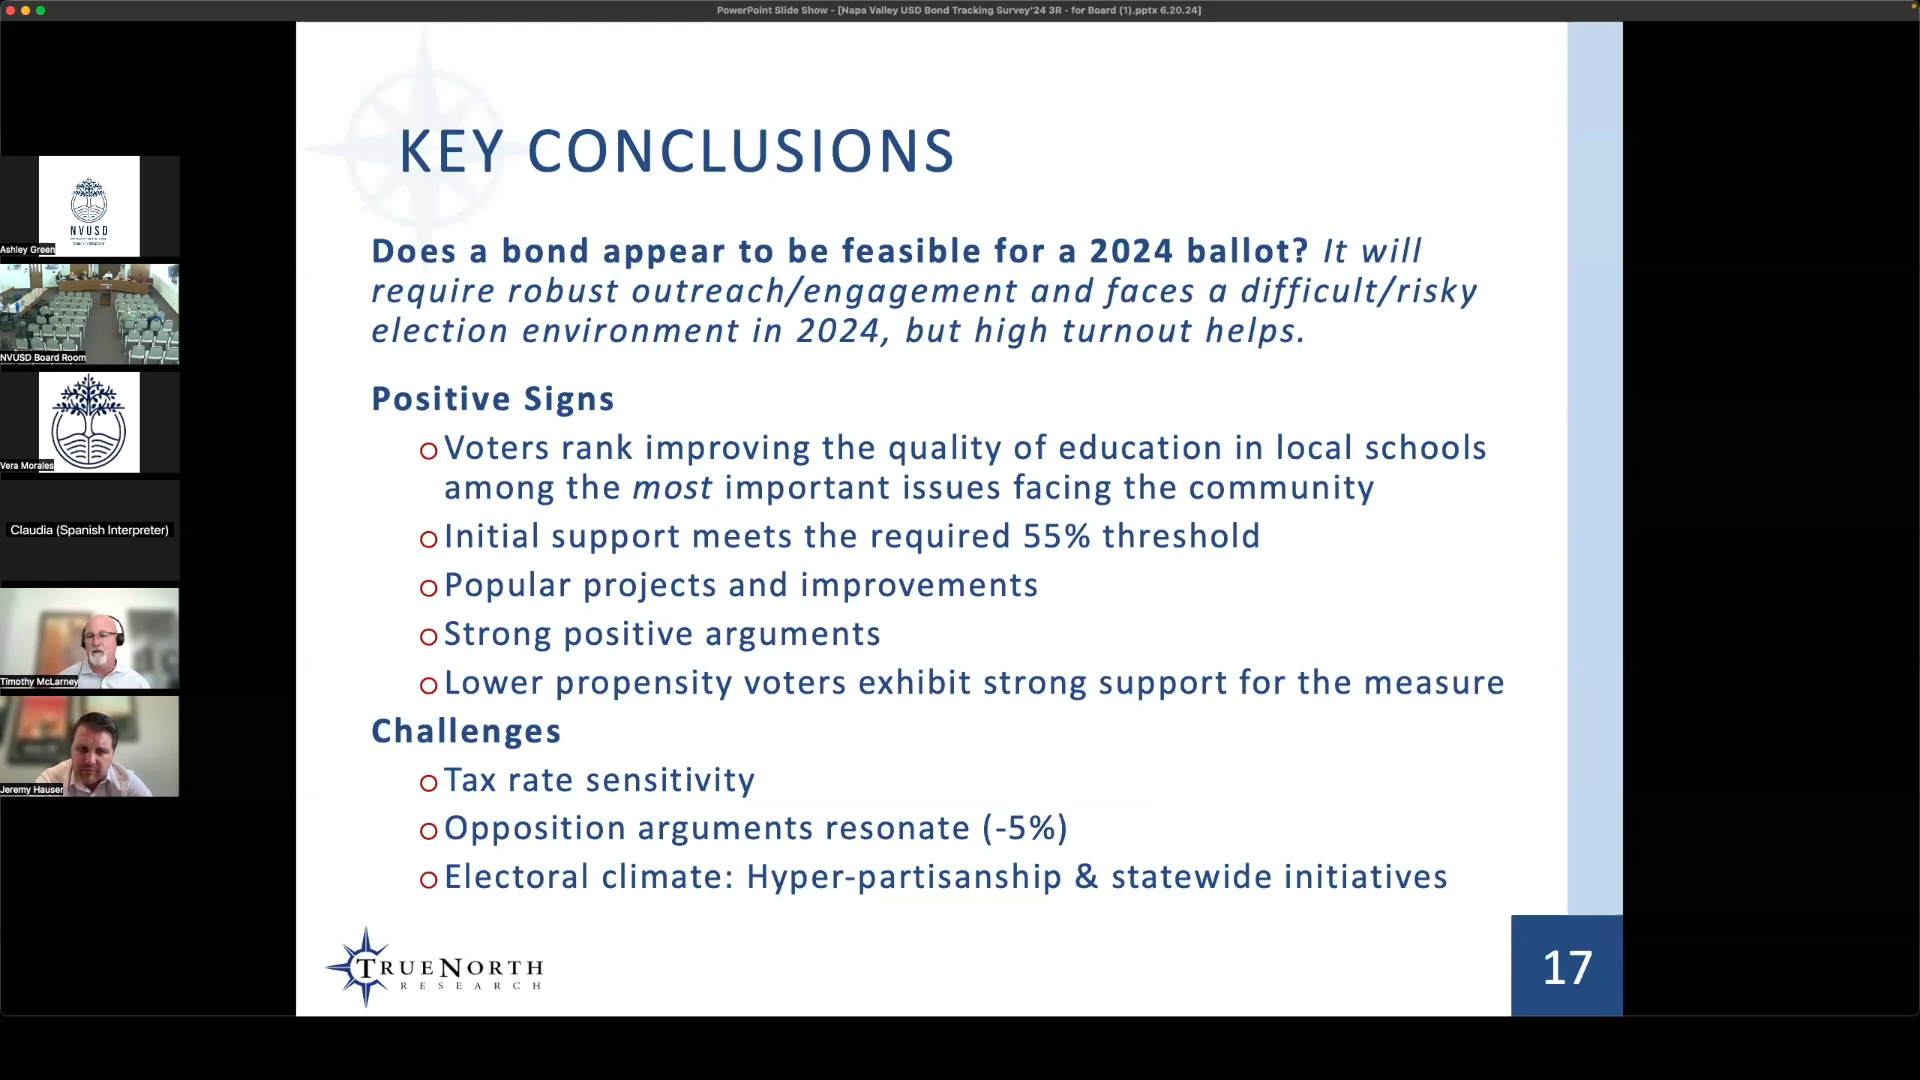 PowerPoint Slide Show - [Napa Valley USD Bond Tracking Survey'24 3R - for Board (1).pptx 6.20.24]
KEY CONCLUSIONS
Does a bond appear to be feasible for a 2024 ballot? It will
require robust outreach/engagement and faces a difficult/risky
election environment in 2024, but high turnout helps.
Positive Signs
Voters rank improving the quality of education in local schools
among the most important issues facing the community
Initial support meets the required 55% threshold
Popular projects and improvements
Strong positive arguments
Lower propensity voters exhibit strong support for the measure
Challenges
Tax rate sensitivity
Opposition arguments resonate (-5%)
Electoral climate: Hyper-partisanship & statewide initiatives
TRUENORTH
RESEARCH
17
NVUSD
Ashley Green
NVUSD Board Room
Vera Morales
Claudia (Spanish Interpreter)
Timothy McLarney
Jeremy Hauser